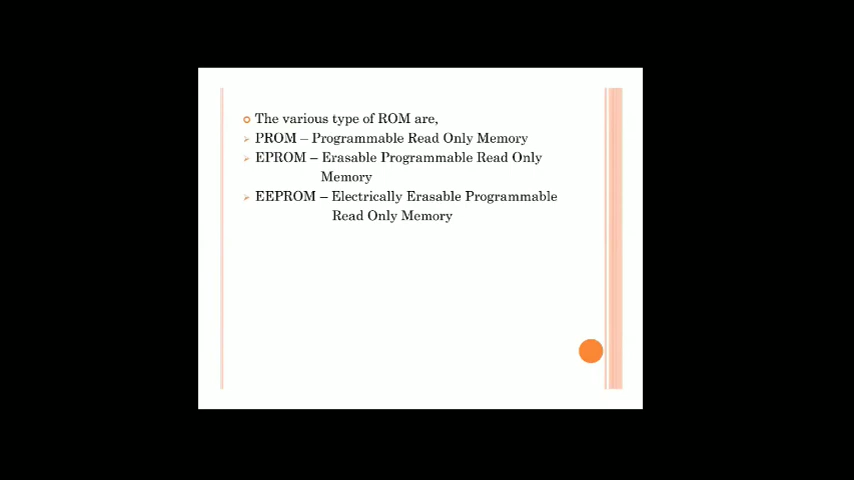 The various type of ROM are,
PROM – Programmable Read Only Memory
EPROM – Erasable Programmable Read Only
Memory
EEPROM – Electrically Erasable Programmable
Read Only Memory